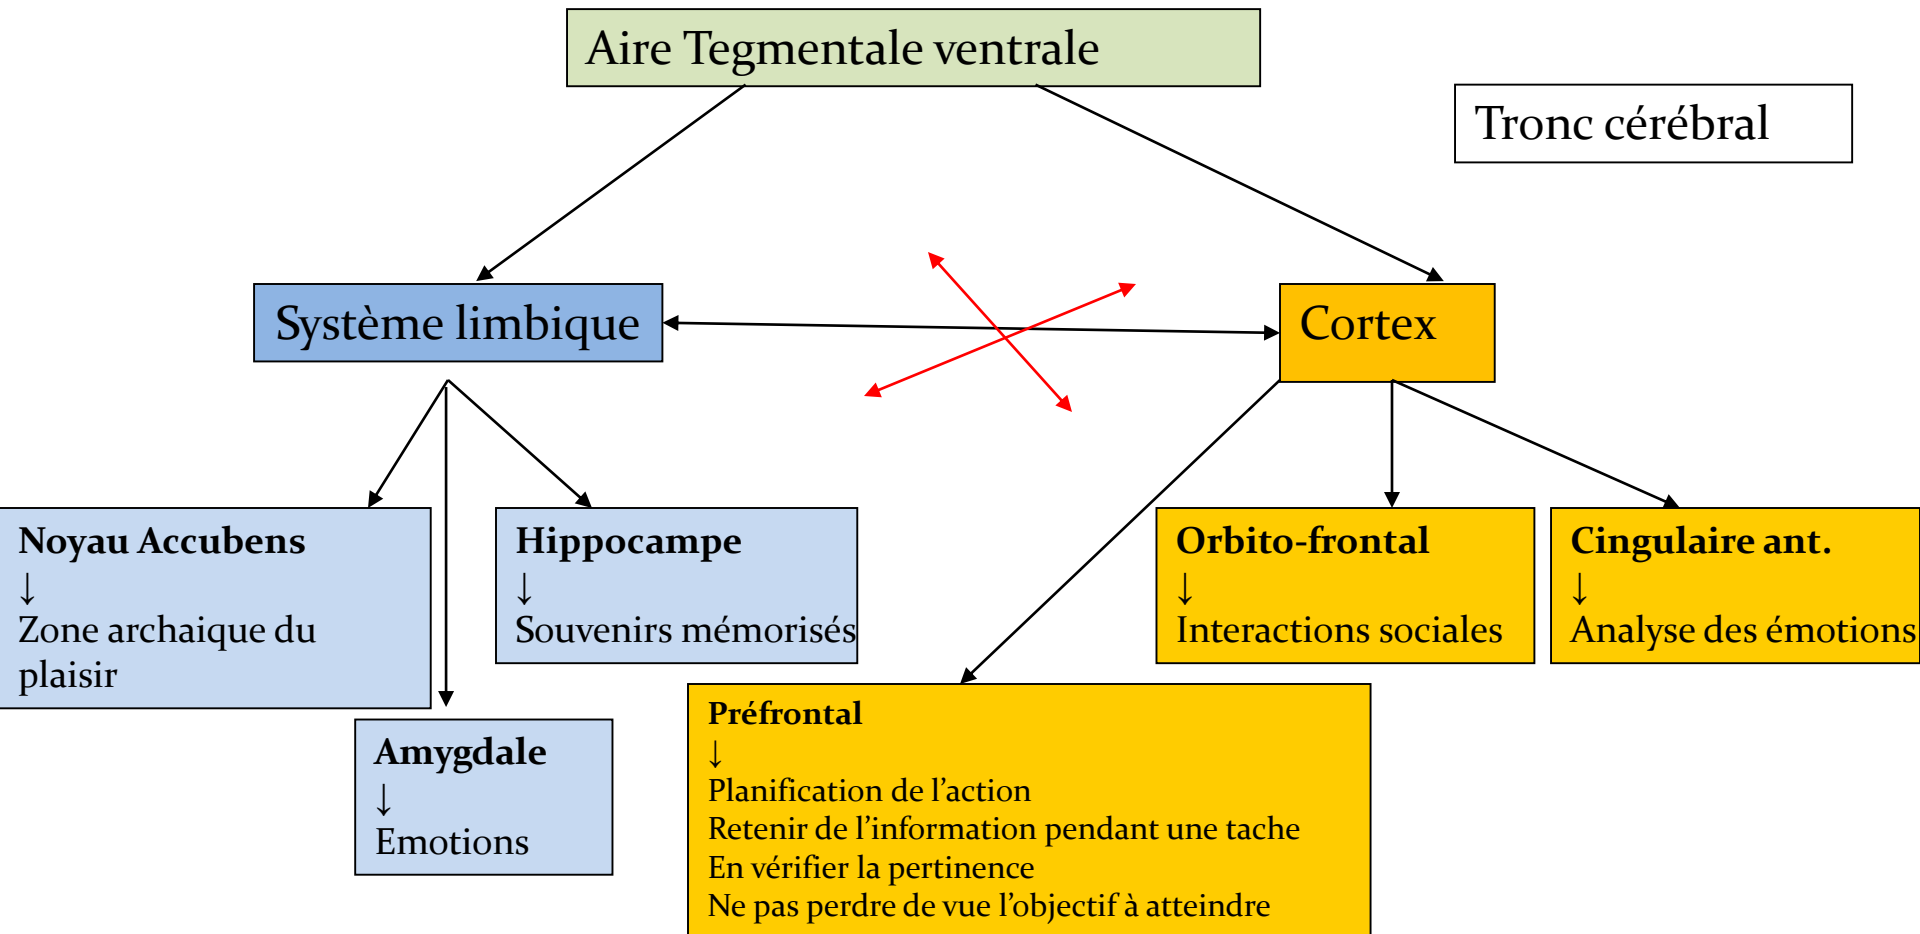 Aire Tegmentale ventrale
Tronc cérébral
Système limbique
Cortex
Noyau Accubens
↓
Zone archaique du
plaisir
Hippocampe
↓
Souvenirs mémorisés
Orbito-frontal
↓
Interactions sociales
Cingulaire ant.
↓
Analyse des émotions
Amygdale
↓
Emotions
Préfrontal
↓
Planification de l’action
Retenir de l’information pendant une tache
En vérifier la pertinence
Ne pas perdre de vue l’objectif à atteindre